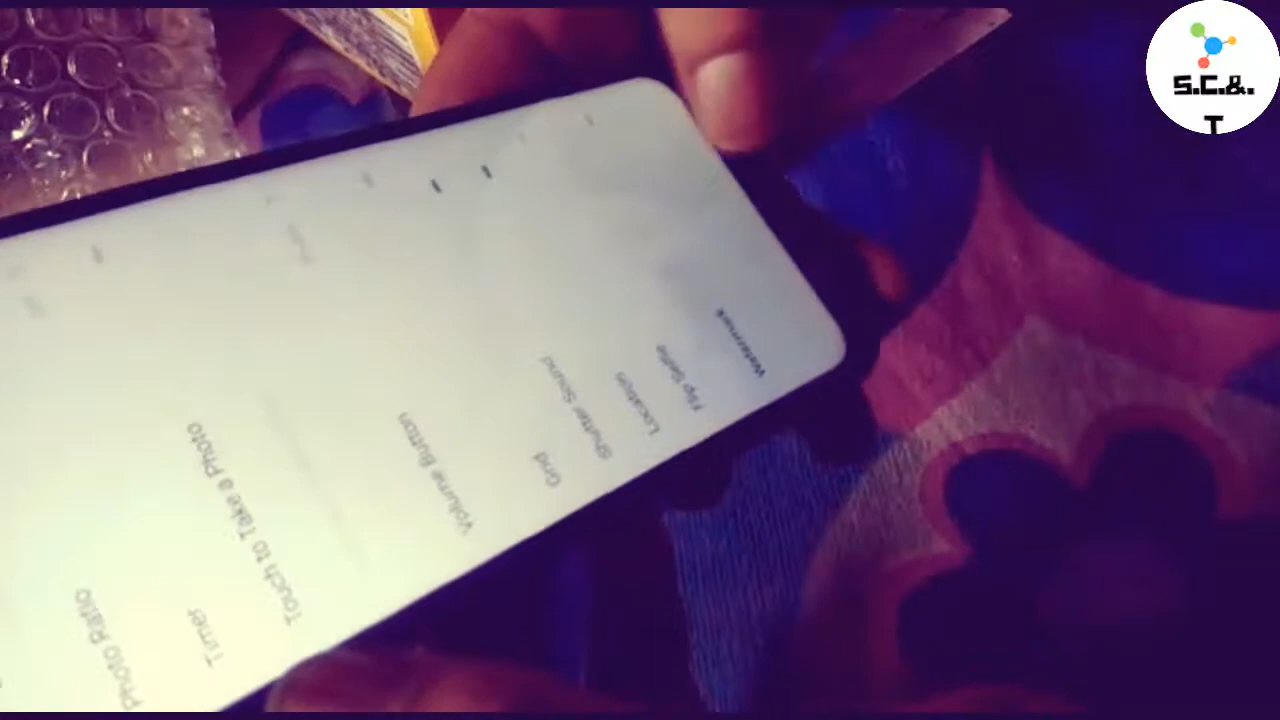 S.C.&.
T
Photo Ratio
Timer
Touch to Take a Photo
Volume Button
Grid
Shutter Sound
Location
Flip Selfie
Watermark